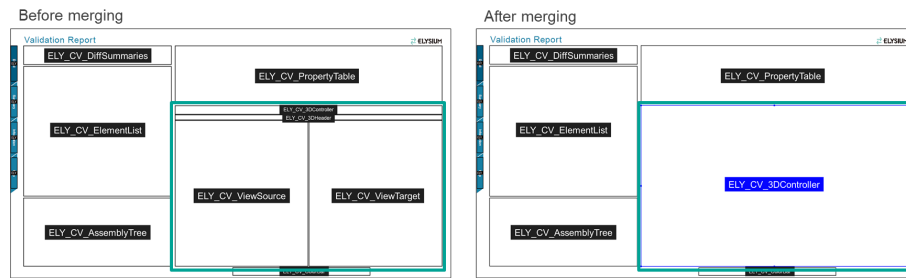 Before merging
Validation Report
ELYSIUM
ELY_CV_DiffSummaries
ELY_CV_PropertyTable
ELY_CV_3DController
ELY_CV_3DHeader
ELY_CV_ElementList
ELY_CV_ViewSource
ELY_CV_ViewTarget
ELY_CV_AssemblyTree
After merging
Validation Report
ELYSIUM
ELY_CV_DiffSummaries
ELY_CV_PropertyTable
ELY_CV_ElementList
ELY_CV_3DController
ELY_CV_AssemblyTree